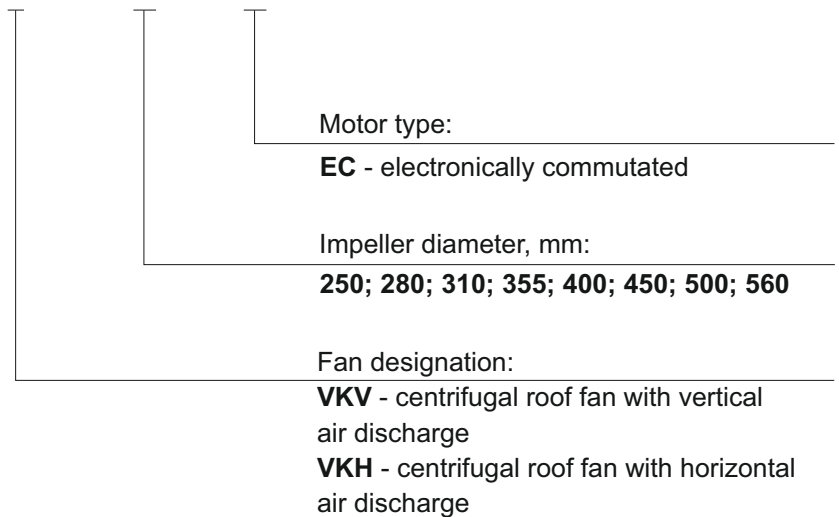 Motor type:
EC - electronically commutated
Impeller diameter, mm:
250; 280; 310; 355; 400; 450; 500; 560
Fan designation:
VKV - centrifugal roof fan with vertical
air discharge
VKH - centrifugal roof fan with horizontal
air discharge